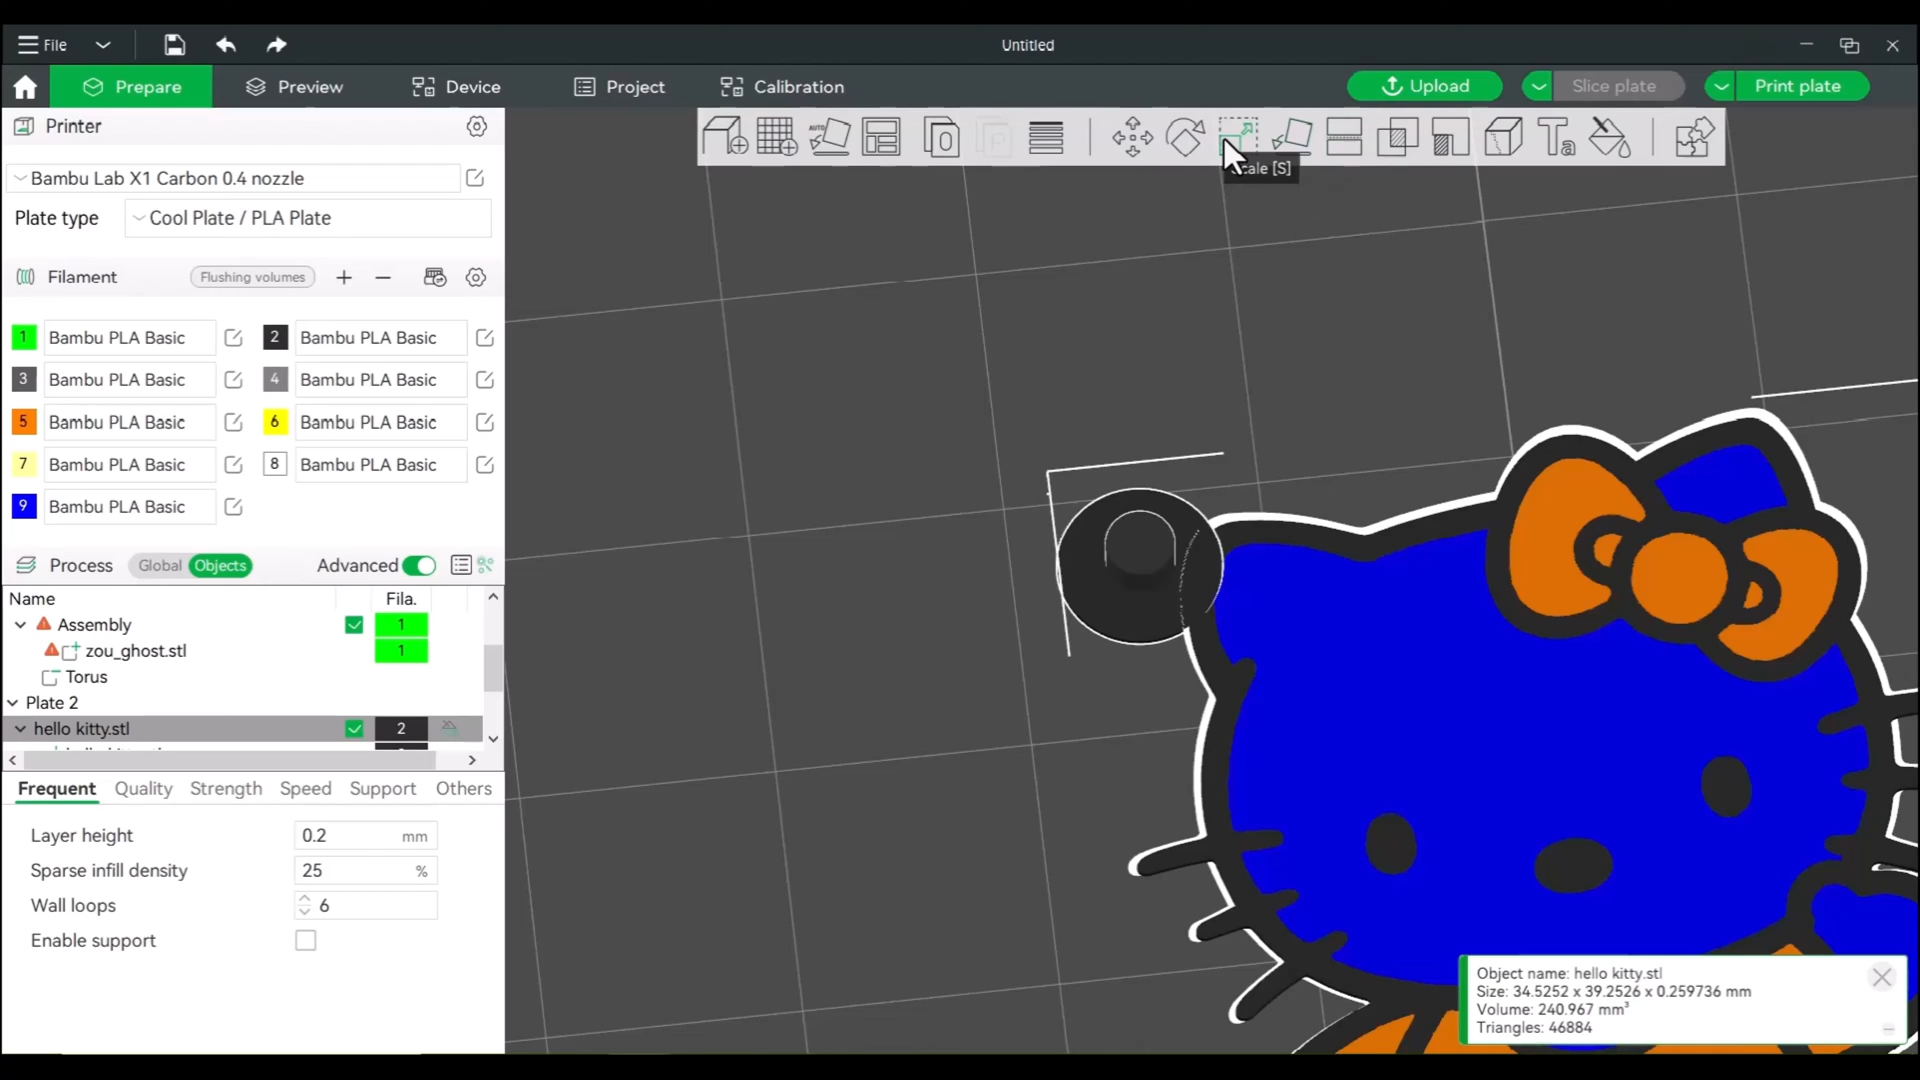 File
Untitled
Prepare
Preview
Device
Project
Calibration
Upload
Slice plate
Print plate
Printer
Bambu Lab X1 Carbon 0.4 nozzle
Plate type
Cool Plate / PLA Plate
Filament
Flushing volumes
1 Bambu PLA Basic
2 Bambu PLA Basic
3 Bambu PLA Basic
4 Bambu PLA Basic
5 Bambu PLA Basic
6 Bambu PLA Basic
7 Bambu PLA Basic
8 Bambu PLA Basic
9 Bambu PLA Basic
Process
Global
Objects
Advanced
Name
Fila.
Assembly
1
zou_ghost.stl
1
Torus
Plate 2
hello kitty.stl
2
Frequent
Quality
Strength
Speed
Support
Others
Layer height
0.2 mm
Sparse infill density
25 %
Wall loops
6
Enable support
AUTO
Ta
[S]
Object name: hello kitty.stl
Size: 34.5252 x 39.2526 x 0.259736 mm
Volume: 240.967 mm³
Triangles: 46884